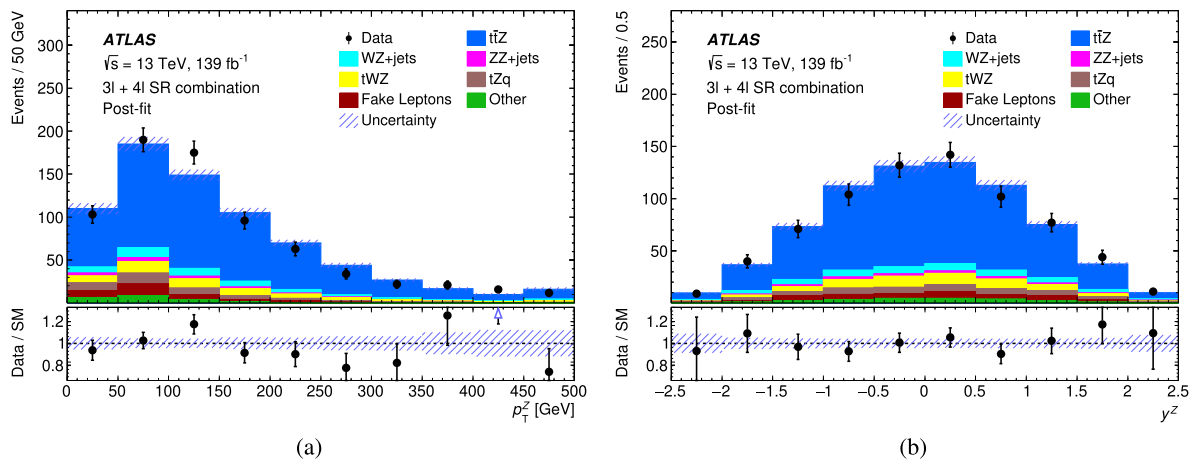 Events / 50 GeV
300
250
200
150
100
50
ATLAS
√s = 13 TeV, 139 fb-1
3l + 4l SR combination
Post-fit
Data
tt̄Z
WZ+jets
ZZ+jets
tWZ
tZq
Fake Leptons
Other
Uncertainty
Data / SM
1.2
1
0.8
0 50 100 150 200 250 300 350 400 450 500
pTZ [GeV]
(a)
Events / 0.5
250
200
150
100
50
ATLAS
√s = 13 TeV, 139 fb-1
3l + 4l SR combination
Post-fit
Data
tt̄Z
WZ+jets
ZZ+jets
tWZ
tZq
Fake Leptons
Other
Uncertainty
Data / SM
1.2
1
0.8
−2.5 −2 −1.5 −1 −0.5 0 0.5 1 1.5 2 2.5
yZ
(b)